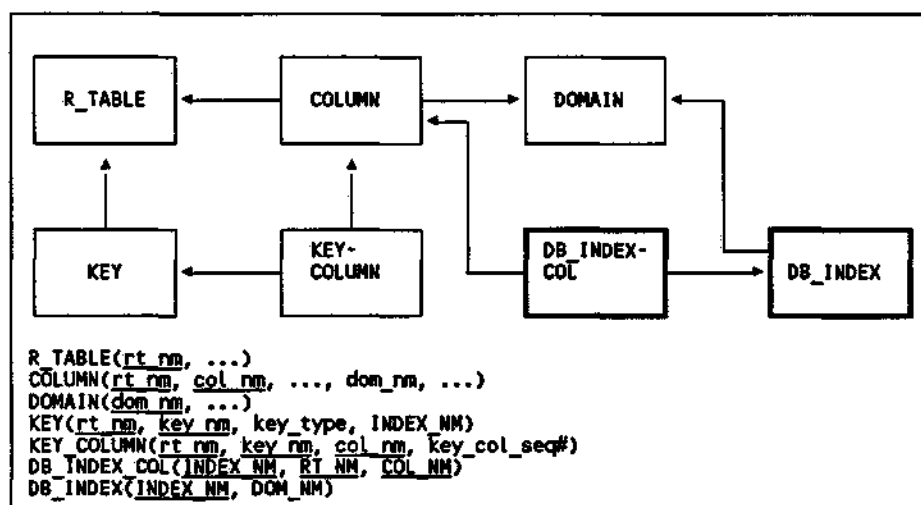 R_TABLE
COLUMN
DOMAIN
KEY
KEY-
COLUMN
DB_INDEX-
COL
DB_INDEX
R_TABLE(rt_nm, ...)
COLUMN(rt_nm, col_nm, ..., dom_nm, ...)
DOMAIN(dom_nm, ...)
KEY(rt_nm, key_nm, key_type, INDEX_NM)
KEY_COLUMN(rt_nm, key_nm, col_nm, key_col_seq#)
DB_INDEX_COL(INDEX_NM, RT_NM, COL_NM)
DB_INDEX(INDEX_NM, DOM_NM)